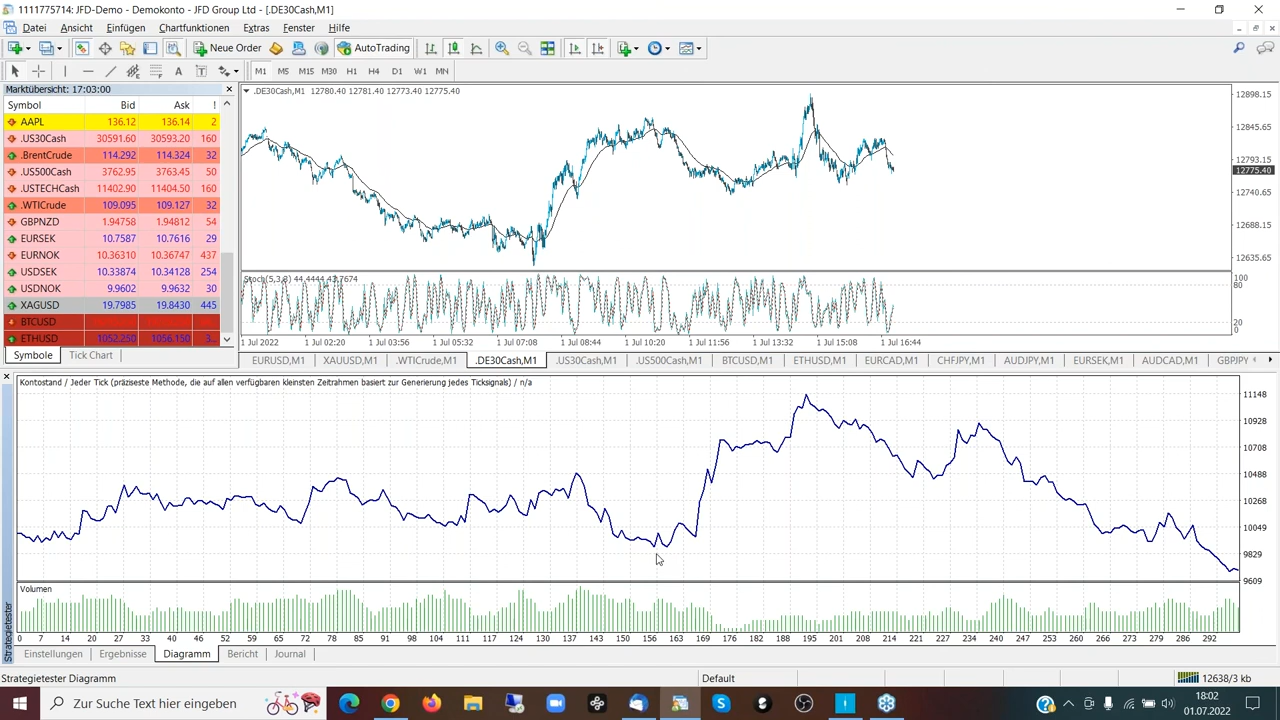 1111775714: JFD-Demo - Demokonto - JFD Group Ltd - [.DE30Cash,M1]
Datei Ansicht Einfügen Chartfunktionen Extras Fenster Hilfe
Neue Order AutoTrading
A T M1 M5 M15 M30 H1 H4 D1 W1 MN
Marktübersicht: 17:03:00
Symbol Bid Ask !
AAPL 136.12 136.14 2
.US30Cash 30591.60 30593.20 160
.BrentCrude 114.292 114.324 32
.US500Cash 3762.95 3763.45 50
.USTECHCash 11402.90 11404.50 160
.WTICrude 109.095 109.127 32
GBPNZD 1.94758 1.94812 54
EURSEK 10.7587 10.7616 29
EURNOK 10.36310 10.36747 437
USDSEK 10.33874 10.34128 254
USDNOK 9.9602 9.9632 30
XAGUSD 19.7985 19.8430 445
BTCUSD
ETHUSD 1052.250 1056.150 3...
Symbole Tick Chart
.DE30Cash,M1 12780.40 12781.40 12773.40 12775.40
12898.15
12845.65
12793.15
12775.40
12740.65
12688.15
12635.65
Stoch(5,3,3) 44.4444 43.7674
100
80
20
0
1 Jul 2022 1 Jul 02:20 1 Jul 03:56 1 Jul 05:32 1 Jul 07:08 1 Jul 08:44 1 Jul 10:20 1 Jul 11:56 1 Jul 13:32 1 Jul 15:08 1 Jul 16:44
EURUSD,M1 XAUUSD,M1 .WTICrude,M1 .DE30Cash,M1 .US30Cash,M1 .US500Cash,M1 BTCUSD,M1 ETHUSD,M1 EURCAD,M1 CHFJPY,M1 AUDJPY,M1 EURSEK,M1 AUDCAD,M1 GBPJPY
Kontostand / Jeder Tick (präziseste Methode, die auf allen verfügbaren kleinsten Zeitrahmen basiert zur Generierung jedes Ticksignals) / n/a
11148
10928
10708
10488
10268
10049
9829
9609
Volumen
0 7 14 20 27 33 40 46 53 59 66 72 79 85 92 98 104 111 117 124 130 137 143 150 156 163 169 176 182 189 195 201 208 214 221 227 234 240 247 253 260 266 273 279 286 292
Strategietester
Einstellungen Ergebnisse Diagramm Bericht Journal
Strategietester Diagramm Default 12638/3 kb
Zur Suche Text hier eingeben
18:02
01.07.2022